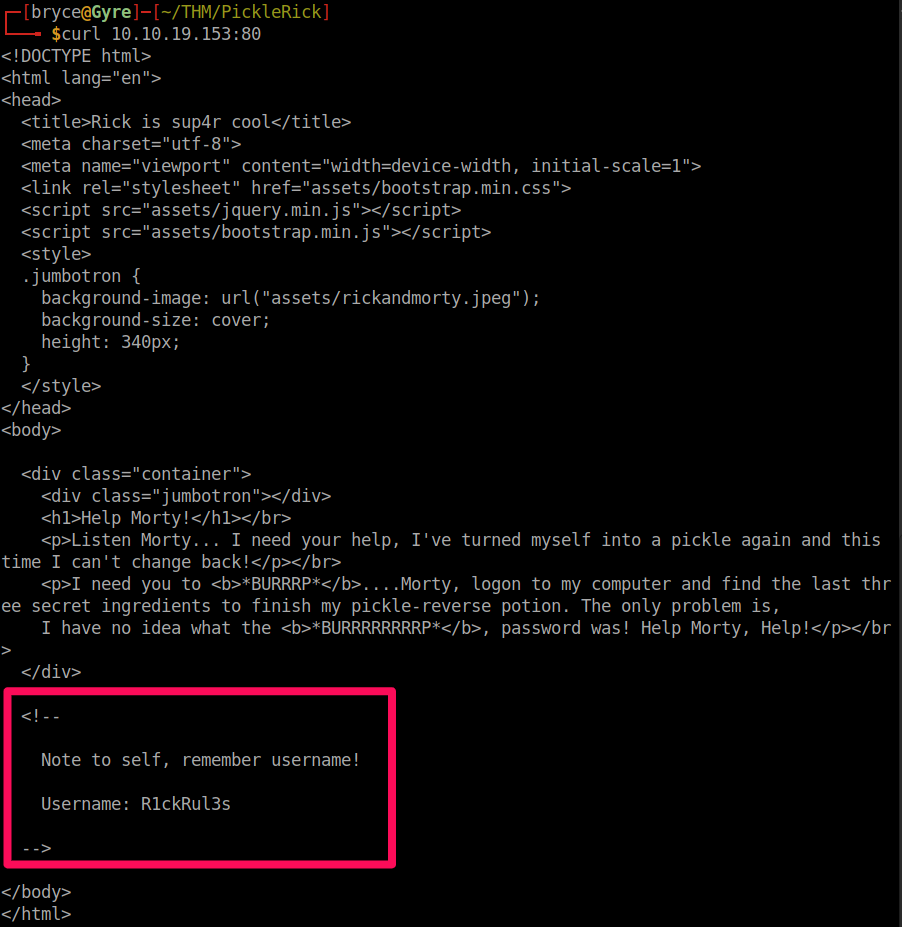 ┌─[bryce@Gyre]─[~/THM/PickleRick]
└──╼ $curl 10.10.19.153:80
<!DOCTYPE html>
<html lang="en">
<head>
  <title>Rick is sup4r cool</title>
  <meta charset="utf-8">
  <meta name="viewport" content="width=device-width, initial-scale=1">
  <link rel="stylesheet" href="assets/bootstrap.min.css">
  <script src="assets/jquery.min.js"></script>
  <script src="assets/bootstrap.min.js"></script>
  <style>
  .jumbotron {
    background-image: url("assets/rickandmorty.jpeg");
    background-size: cover;
    height: 340px;
  }
  </style>
</head>
<body>

  <div class="container">
    <div class="jumbotron"></div>
    <h1>Help Morty!</h1></br>
    <p>Listen Morty... I need your help, I've turned myself into a pickle again and this
time I can't change back!</p></br>
    <p>I need you to <b>*BURRRP*</b>....Morty, logon to my computer and find the last thr
ee secret ingredients to finish my pickle-reverse potion. The only problem is,
    I have no idea what the <b>*BURRRRRRRRP*</b>, password was! Help Morty, Help!</p></br
>
  </div>

  <!--

    Note to self, remember username!

    Username: R1ckRul3s

  -->

</body>
</html>